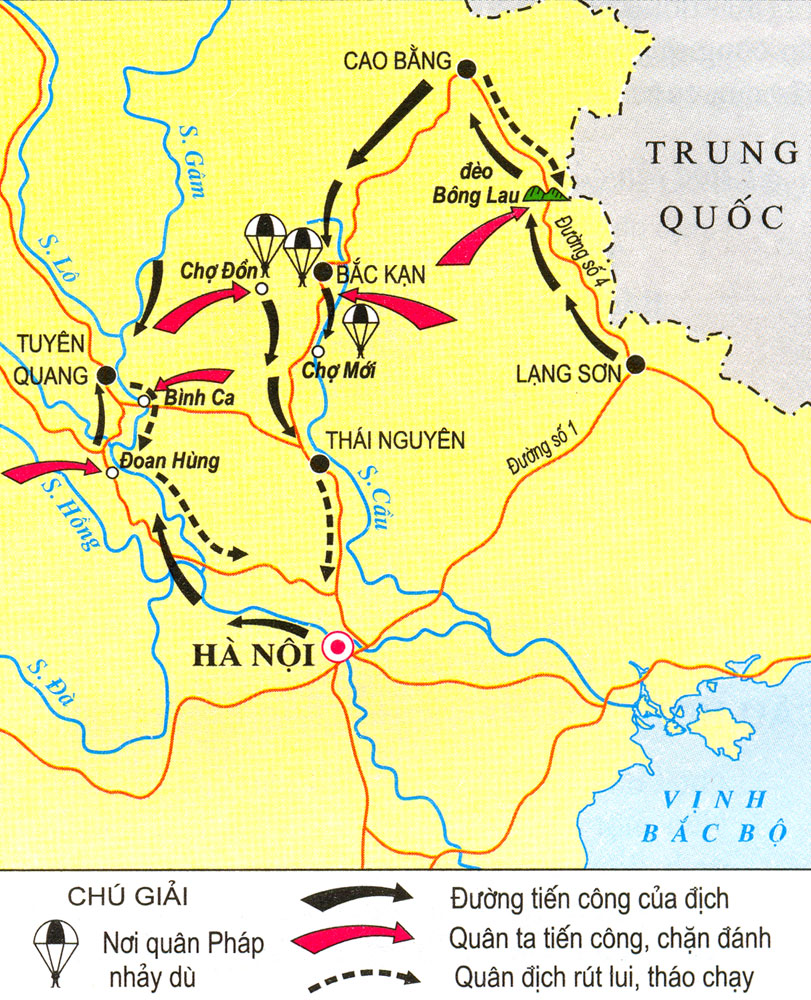 CAO BẰNG
TRUNG
QUỐC
S. Gâm
đèo
Bông Lau
Đường số 4
S. Lô
Chợ Đồn
BẮC KẠN
TUYÊN
QUANG
Chợ Mới
LẠNG SƠN
Bình Ca
THÁI NGUYÊN
Đường số 1
Đoan Hùng
S. Hồng
S. Cầu
HÀ NỘI
S. Đà
VỊNH
BẮC BỘ
CHÚ GIẢI
Nơi quân Pháp
nhảy dù
Đường tiến công của địch
Quân ta tiến công, chặn đánh
Quân địch rút lui, tháo chạy